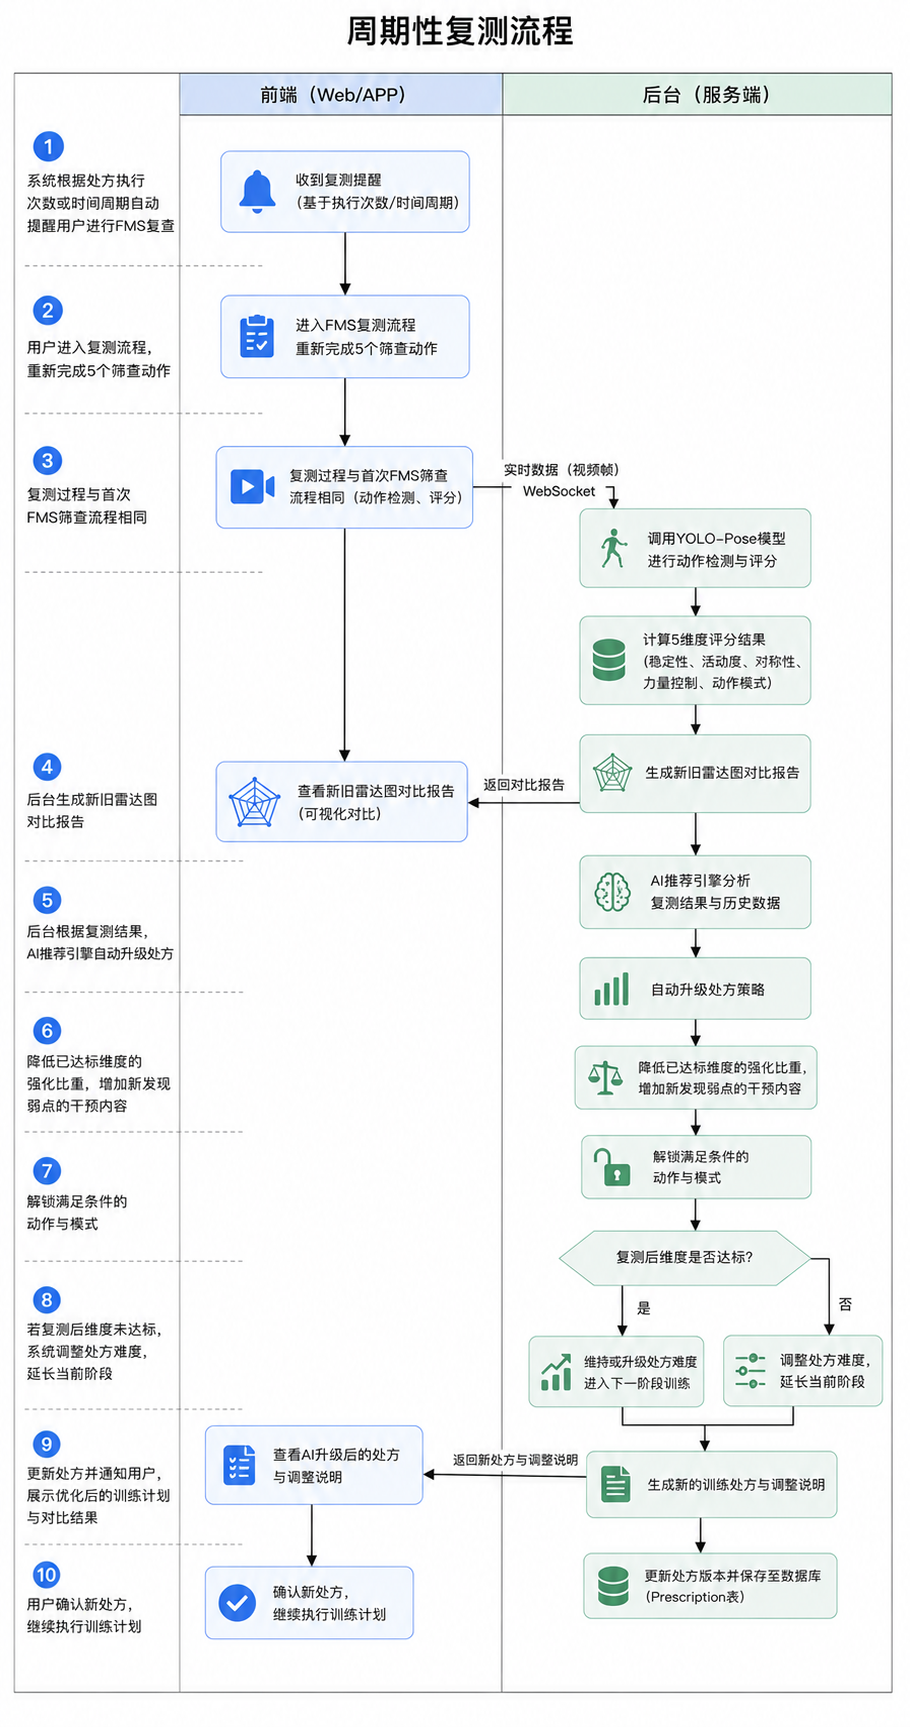 周期性复测流程
前端（Web/APP）
后台（服务端）
1
系统根据处方执行
次数或时间周期自动
提醒用户进行FMS复查
收到复测提醒
（基于执行次数/时间周期）
2
用户进入复测流程，
重新完成5个筛查动作
进入FMS复测流程
重新完成5个筛查动作
3
复测过程与首次
FMS筛查流程相同
复测过程与首次FMS筛查
流程相同（动作检测、评分）
实时数据（视频帧）
WebSocket
调用YOLO-Pose模型
进行动作检测与评分
计算5维度评分结果
（稳定性、活动度、对称性、
力量控制、动作模式）
4
后台生成新旧雷达图
对比报告
查看新旧雷达图对比报告
（可视化对比）
返回对比报告
生成新旧雷达图对比报告
5
后台根据复测结果，
AI推荐引擎自动升级处方
AI推荐引擎分析
复测结果与历史数据
自动升级处方策略
6
降低已达标维度的
强化比重，增加新发现
弱点的干预内容
降低已达标维度的强化比重，
增加新发现弱点的干预内容
7
解锁满足条件的
动作与模式
解锁满足条件的
动作与模式
复测后维度是否达标？
是
否
8
若复测后维度未达标，
系统调整处方难度，
延长当前阶段
维持或升级处方难度
进入下一阶段训练
调整处方难度，
延长当前阶段
9
更新处方并通知用户，
展示优化后的训练计划
与对比结果
查看AI升级后的处方
与调整说明
返回新处方与调整说明
生成新的训练处方与调整说明
10
用户确认新处方，
继续执行训练计划
确认新处方，
继续执行训练计划
更新处方版本并保存至数据库
（Prescription表）